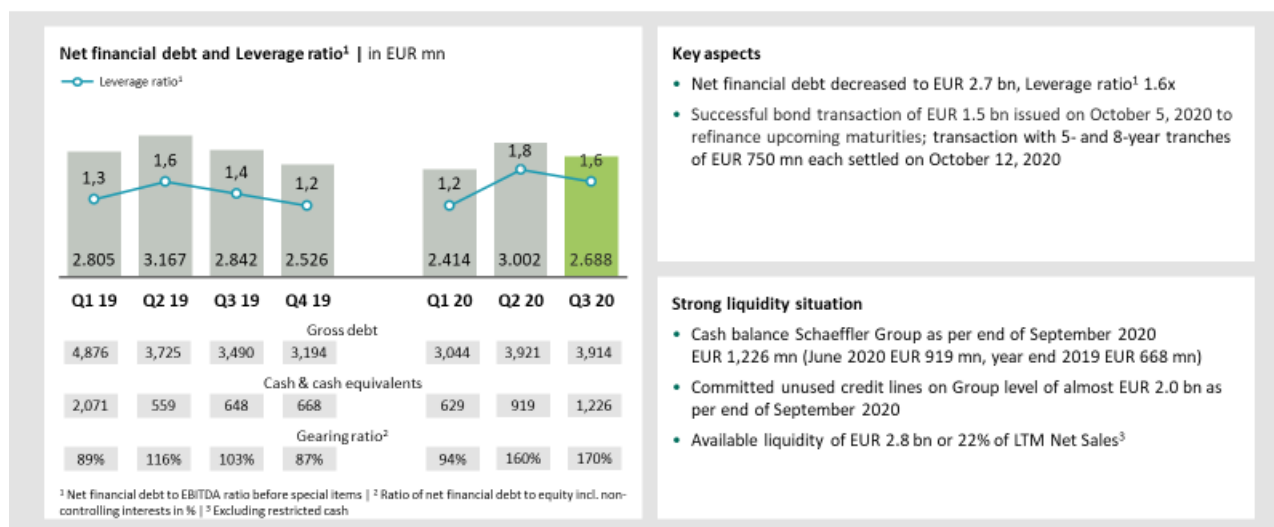 Net financial debt and Leverage ratio¹ | in EUR mn
Leverage ratio¹
1,3
1,6
1,4
1,2
1,2
1,8
1,6
2.805
3.167
2.842
2.526
2.414
3.002
2.688
Q1 19
Q2 19
Q3 19
Q4 19
Q1 20
Q2 20
Q3 20
Gross debt
4,876
3,725
3,490
3,194
3,044
3,921
3,914
Cash & cash equivalents
2,071
559
648
668
629
919
1,226
Gearing ratio²
89%
116%
103%
87%
94%
160%
170%
¹ Net financial debt to EBITDA ratio before special items | ² Ratio of net financial debt to equity incl. non-
controlling interests in % | ³ Excluding restricted cash
Key aspects
• Net financial debt decreased to EUR 2.7 bn, Leverage ratio¹ 1.6x
• Successful bond transaction of EUR 1.5 bn issued on October 5, 2020 to
refinance upcoming maturities; transaction with 5- and 8-year tranches
of EUR 750 mn each settled on October 12, 2020
Strong liquidity situation
• Cash balance Schaeffler Group as per end of September 2020
EUR 1,226 mn (June 2020 EUR 919 mn, year end 2019 EUR 668 mn)
• Committed unused credit lines on Group level of almost EUR 2.0 bn as
per end of September 2020
• Available liquidity of EUR 2.8 bn or 22% of LTM Net Sales³